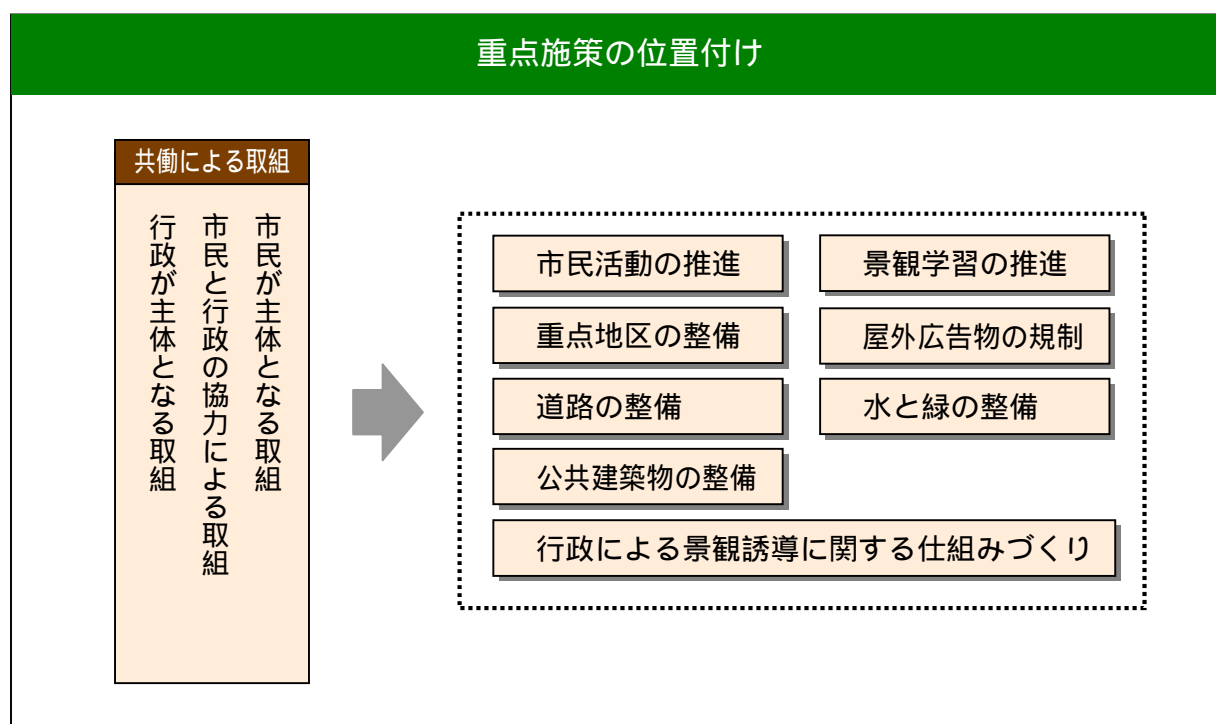 重点施策の位置付け
共働による取組
市民が主体となる取組
市民と行政の協力による取組
行政が主体となる取組
市民活動の推進
景観学習の推進
重点地区の整備
屋外広告物の規制
道路の整備
水と緑の整備
公共建築物の整備
行政による景観誘導に関する仕組みづくり